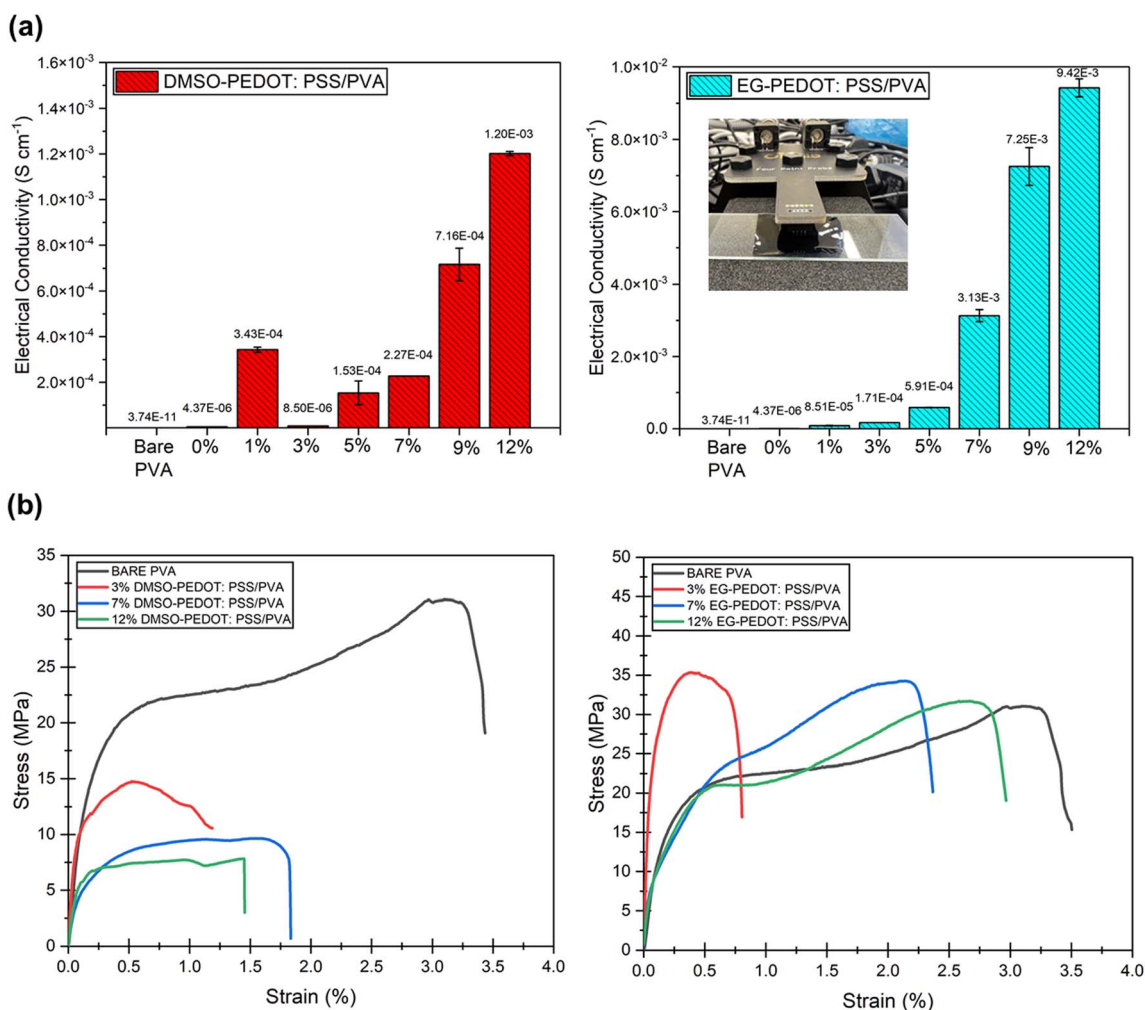 (a)
1.6×10⁻³
1.4×10⁻³
1.2×10⁻³
1.0×10⁻³
8.0×10⁻⁴
6.0×10⁻⁴
4.0×10⁻⁴
2.0×10⁻⁴
Electrical Conductivity (S cm⁻¹)
DMSO-PEDOT: PSS/PVA
3.74E-11
4.37E-06
3.43E-04
8.50E-06
1.53E-04
2.27E-04
7.16E-04
1.20E-03
Bare PVA
0%
1%
3%
5%
7%
9%
12%
1.0×10⁻²
8.0×10⁻³
6.0×10⁻³
4.0×10⁻³
2.0×10⁻³
0.0
Electrical Conductivity (S cm⁻¹)
EG-PEDOT: PSS/PVA
Four Point Probe
3.74E-11
4.37E-06
8.51E-05
1.71E-04
5.91E-04
3.13E-3
7.25E-3
9.42E-3
Bare PVA
0%
1%
3%
5%
7%
9%
12%
(b)
35
30
25
20
15
10
5
0
Stress (MPa)
BARE PVA
3% DMSO-PEDOT: PSS/PVA
7% DMSO-PEDOT: PSS/PVA
12% DMSO-PEDOT: PSS/PVA
0.0 0.5 1.0 1.5 2.0 2.5 3.0 3.5 4.0
Strain (%)
50
45
40
35
30
25
20
15
10
5
0
Stress (MPa)
BARE PVA
3% EG-PEDOT: PSS/PVA
7% EG-PEDOT: PSS/PVA
12% EG-PEDOT: PSS/PVA
0.0 0.5 1.0 1.5 2.0 2.5 3.0 3.5 4.0
Strain (%)